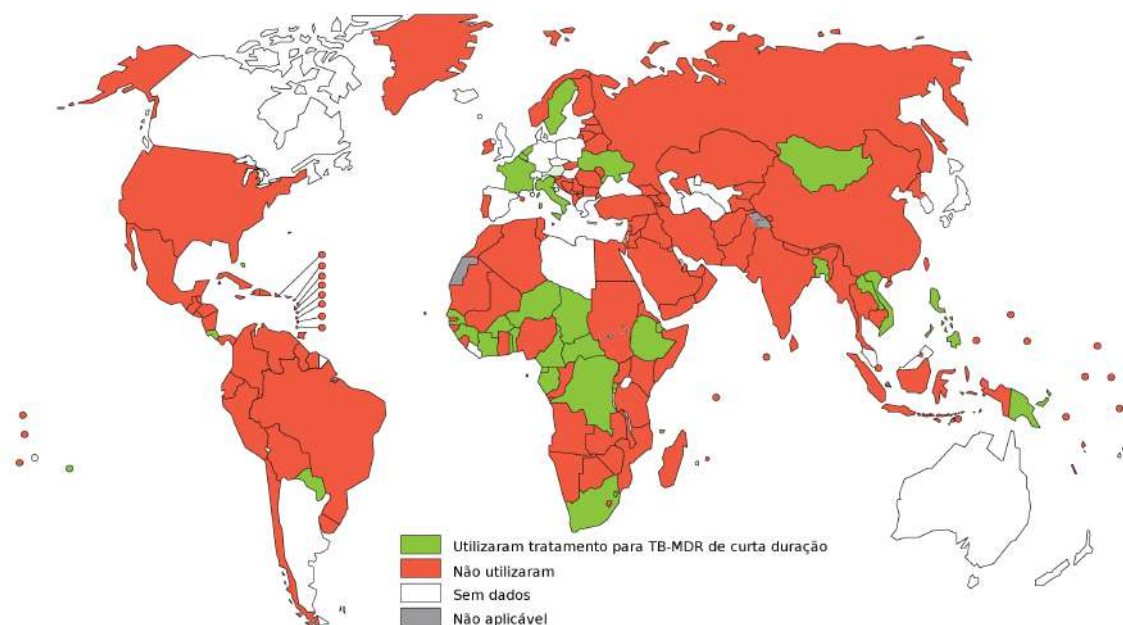 Utilizaram tratamento para TB-MDR de curta duração
Não utilizaram
Sem dados
Não aplicável